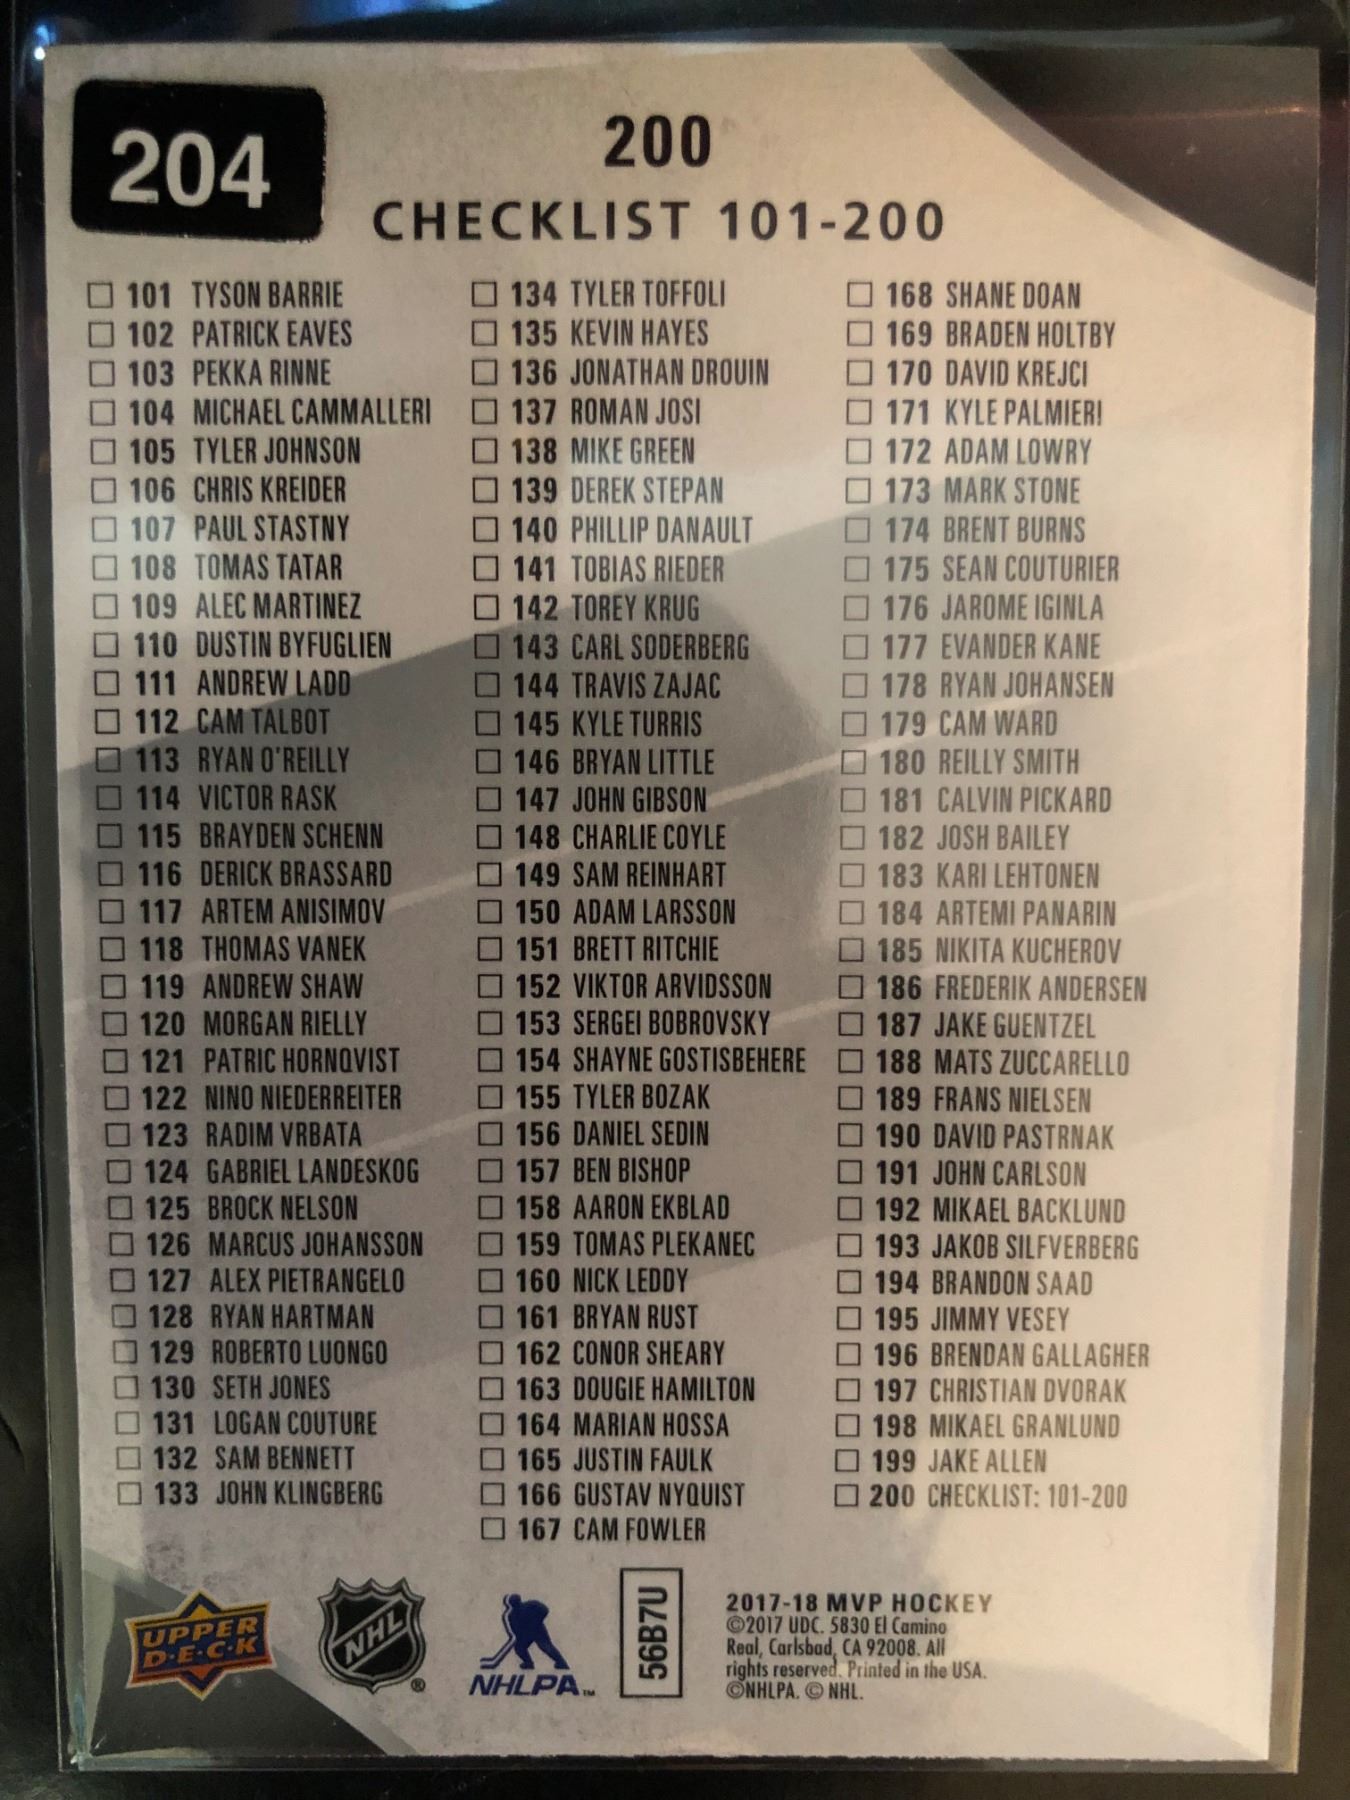 204
200
CHECKLIST 101-200
101 TYSON BARRIE
102 PATRICK EAVES
103 PEKKA RINNE
104 MICHAEL CAMMALLERI
105 TYLER JOHNSON
106 CHRIS KREIDER
107 PAUL STASTNY
108 TOMAS TATAR
109 ALEC MARTINEZ
110 DUSTIN BYFUGLIEN
111 ANDREW LADD
112 CAM TALBOT
113 RYAN O'REILLY
114 VICTOR RASK
115 BRAYDEN SCHENN
116 DERICK BRASSARD
117 ARTEM ANISIMOV
118 THOMAS VANEK
119 ANDREW SHAW
120 MORGAN RIELLY
121 PATRIC HORNQVIST
122 NINO NIEDERREITER
123 RADIM VRBATA
124 GABRIEL LANDESKOG
125 BROCK NELSON
126 MARCUS JOHANSSON
127 ALEX PIETRANGELO
128 RYAN HARTMAN
129 ROBERTO LUONGO
130 SETH JONES
131 LOGAN COUTURE
132 SAM BENNETT
133 JOHN KLINGBERG
134 TYLER TOFFOLI
135 KEVIN HAYES
136 JONATHAN DROUIN
137 ROMAN JOSI
138 MIKE GREEN
139 DEREK STEPAN
140 PHILLIP DANAULT
141 TOBIAS RIEDER
142 TOREY KRUG
143 CARL SODERBERG
144 TRAVIS ZAJAC
145 KYLE TURRIS
146 BRYAN LITTLE
147 JOHN GIBSON
148 CHARLIE COYLE
149 SAM REINHART
150 ADAM LARSSON
151 BRETT RITCHIE
152 VIKTOR ARVIDSSON
153 SERGEI BOBROVSKY
154 SHAYNE GOSTISBEHERE
155 TYLER BOZAK
156 DANIEL SEDIN
157 BEN BISHOP
158 AARON EKBLAD
159 TOMAS PLEKANEC
160 NICK LEDDY
161 BRYAN RUST
162 CONOR SHEARY
163 DOUGIE HAMILTON
164 MARIAN HOSSA
165 JUSTIN FAULK
166 GUSTAV NYQUIST
167 CAM FOWLER
168 SHANE DOAN
169 BRADEN HOLTBY
170 DAVID KREJCI
171 KYLE PALMIERI
172 ADAM LOWRY
173 MARK STONE
174 BRENT BURNS
175 SEAN COUTURIER
176 JAROME IGINLA
177 EVANDER KANE
178 RYAN JOHANSEN
179 CAM WARD
180 REILLY SMITH
181 CALVIN PICKARD
182 JOSH BAILEY
183 KARI LEHTONEN
184 ARTEMI PANARIN
185 NIKITA KUCHEROV
186 FREDERIK ANDERSEN
187 JAKE GUENTZEL
188 MATS ZUCCARELLO
189 FRANS NIELSEN
190 DAVID PASTRNAK
191 JOHN CARLSON
192 MIKAEL BACKLUND
193 JAKOB SILFVERBERG
194 BRANDON SAAD
195 JIMMY VESEY
196 BRENDAN GALLAGHER
197 CHRISTIAN DVORAK
198 MIKAEL GRANLUND
199 JAKE ALLEN
200 CHECKLIST: 101-200
UPPER
D·E·C·K
®
NHL
®
NHLPA™
56B7U
2017-18 MVP HOCKEY
©2017 UDC. 5830 El Camino
Real, Carlsbad, CA 92008. All
rights reserved. Printed in the USA.
©NHLPA. © NHL.